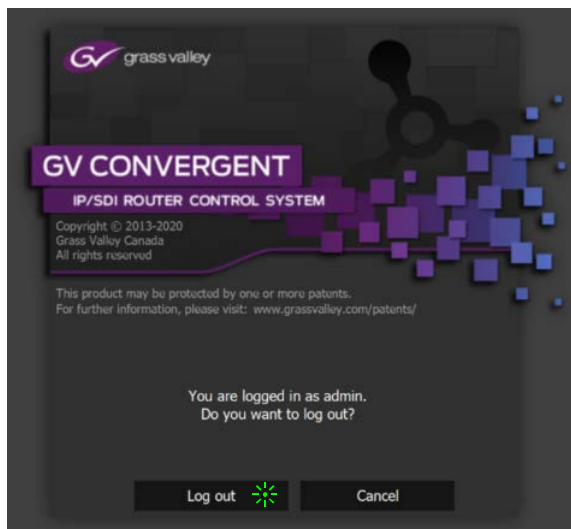 GV grassvalley
GV CONVERGENT
IP/SDI ROUTER CONTROL SYSTEM
Copyright © 2013-2020
Grass Valley Canada
All rights reserved
This product may be protected by one or more patents.
For further information, please visit: www.grassvalley.com/patents/
You are logged in as admin.
Do you want to log out?
Log out Cancel